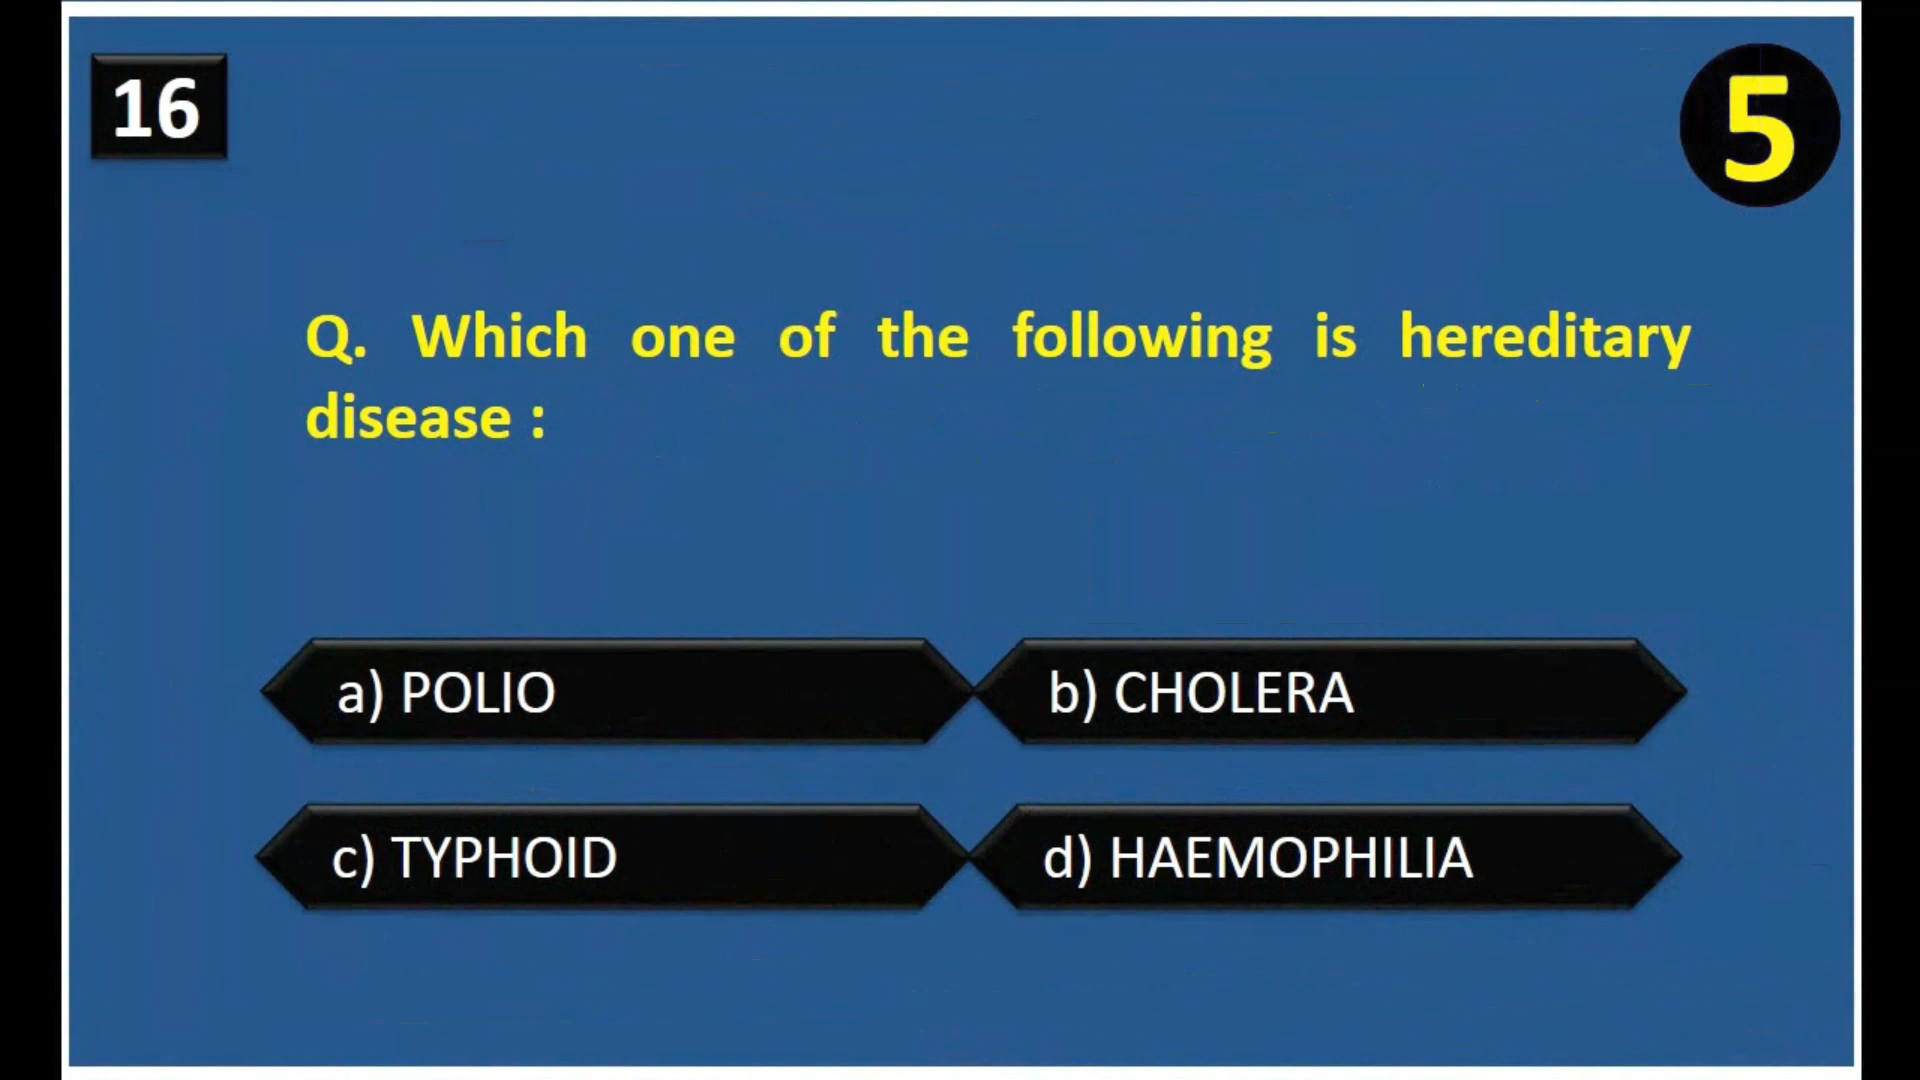 16
5
Q. Which one of the following is hereditary
disease :
a) POLIO
b) CHOLERA
c) TYPHOID
d) HAEMOPHILIA